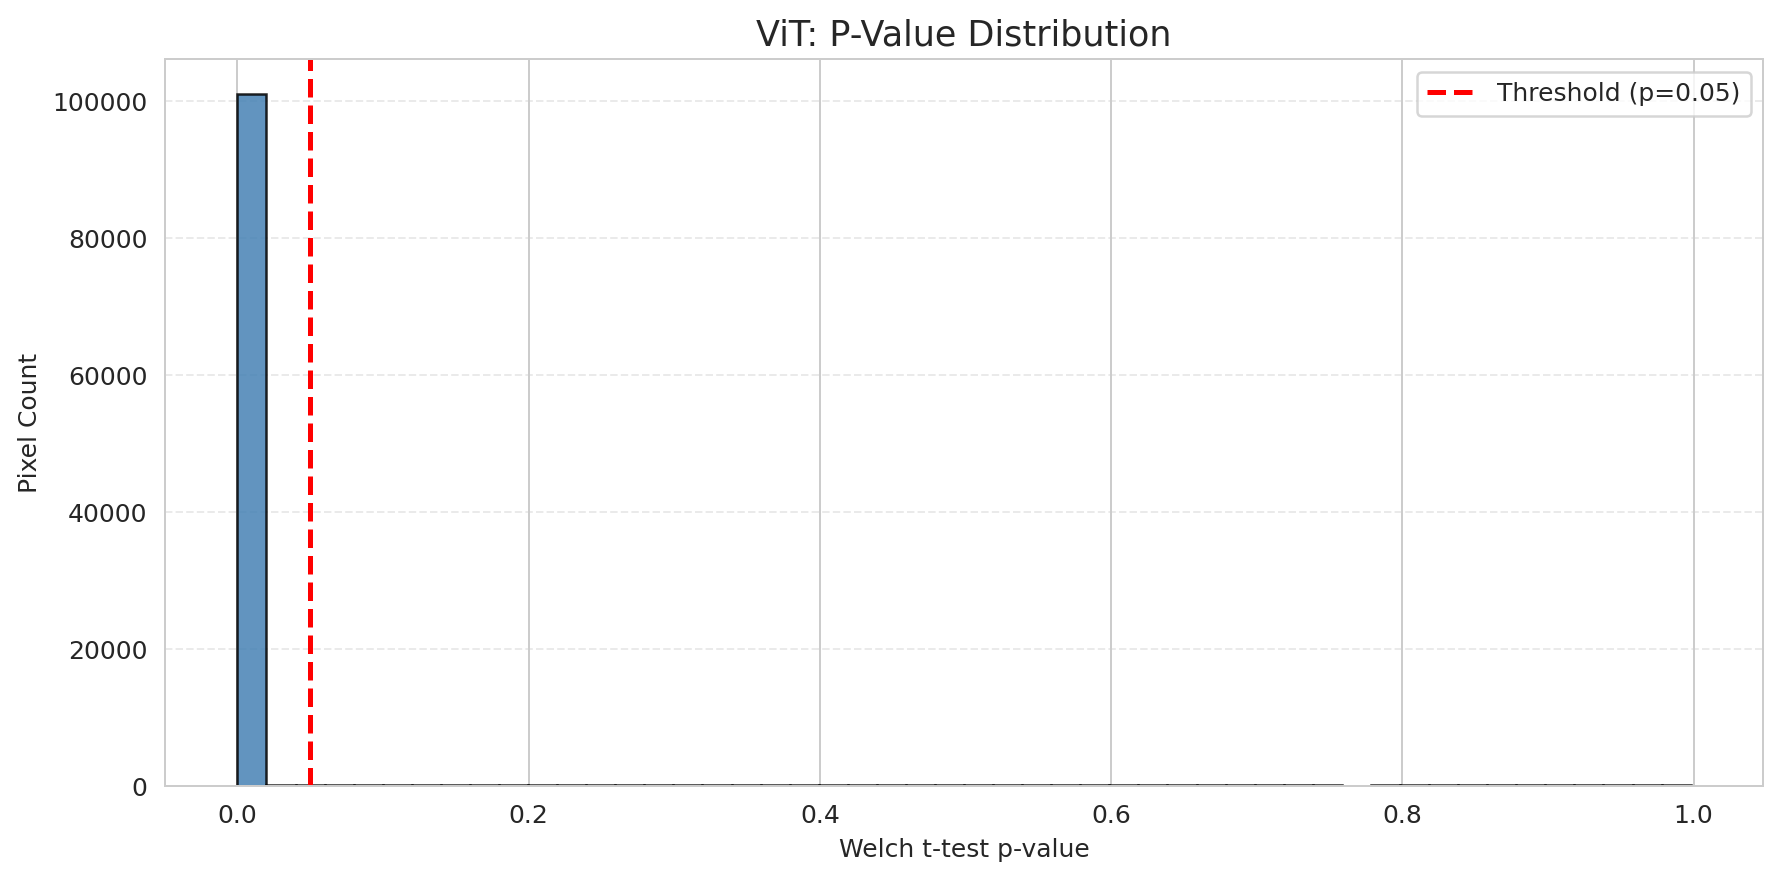 ViT: P-Value Distribution
Threshold (p=0.05)
100000
80000
60000
40000
20000
0
Pixel Count
0.0 0.2 0.4 0.6 0.8 1.0
Welch t-test p-value